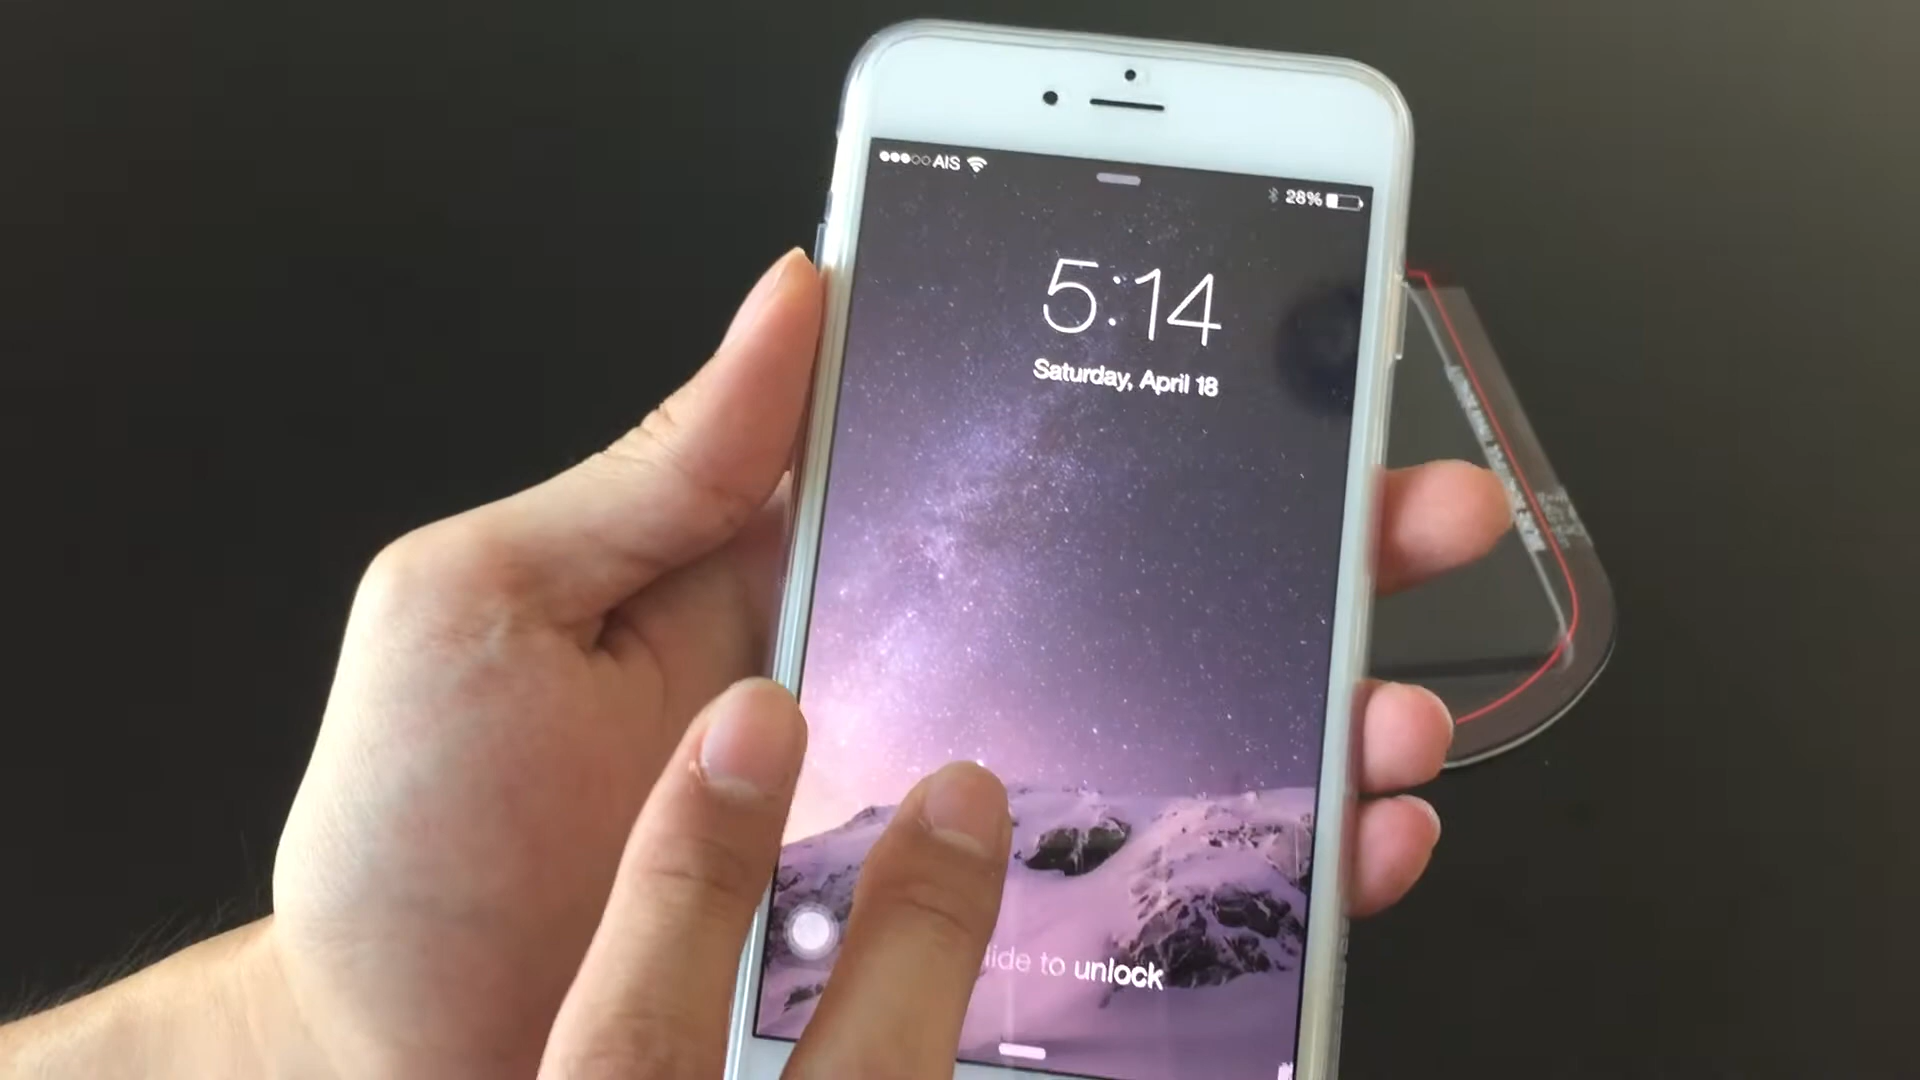 AIS
28%
5:14
Saturday, April 18
lide to unlock